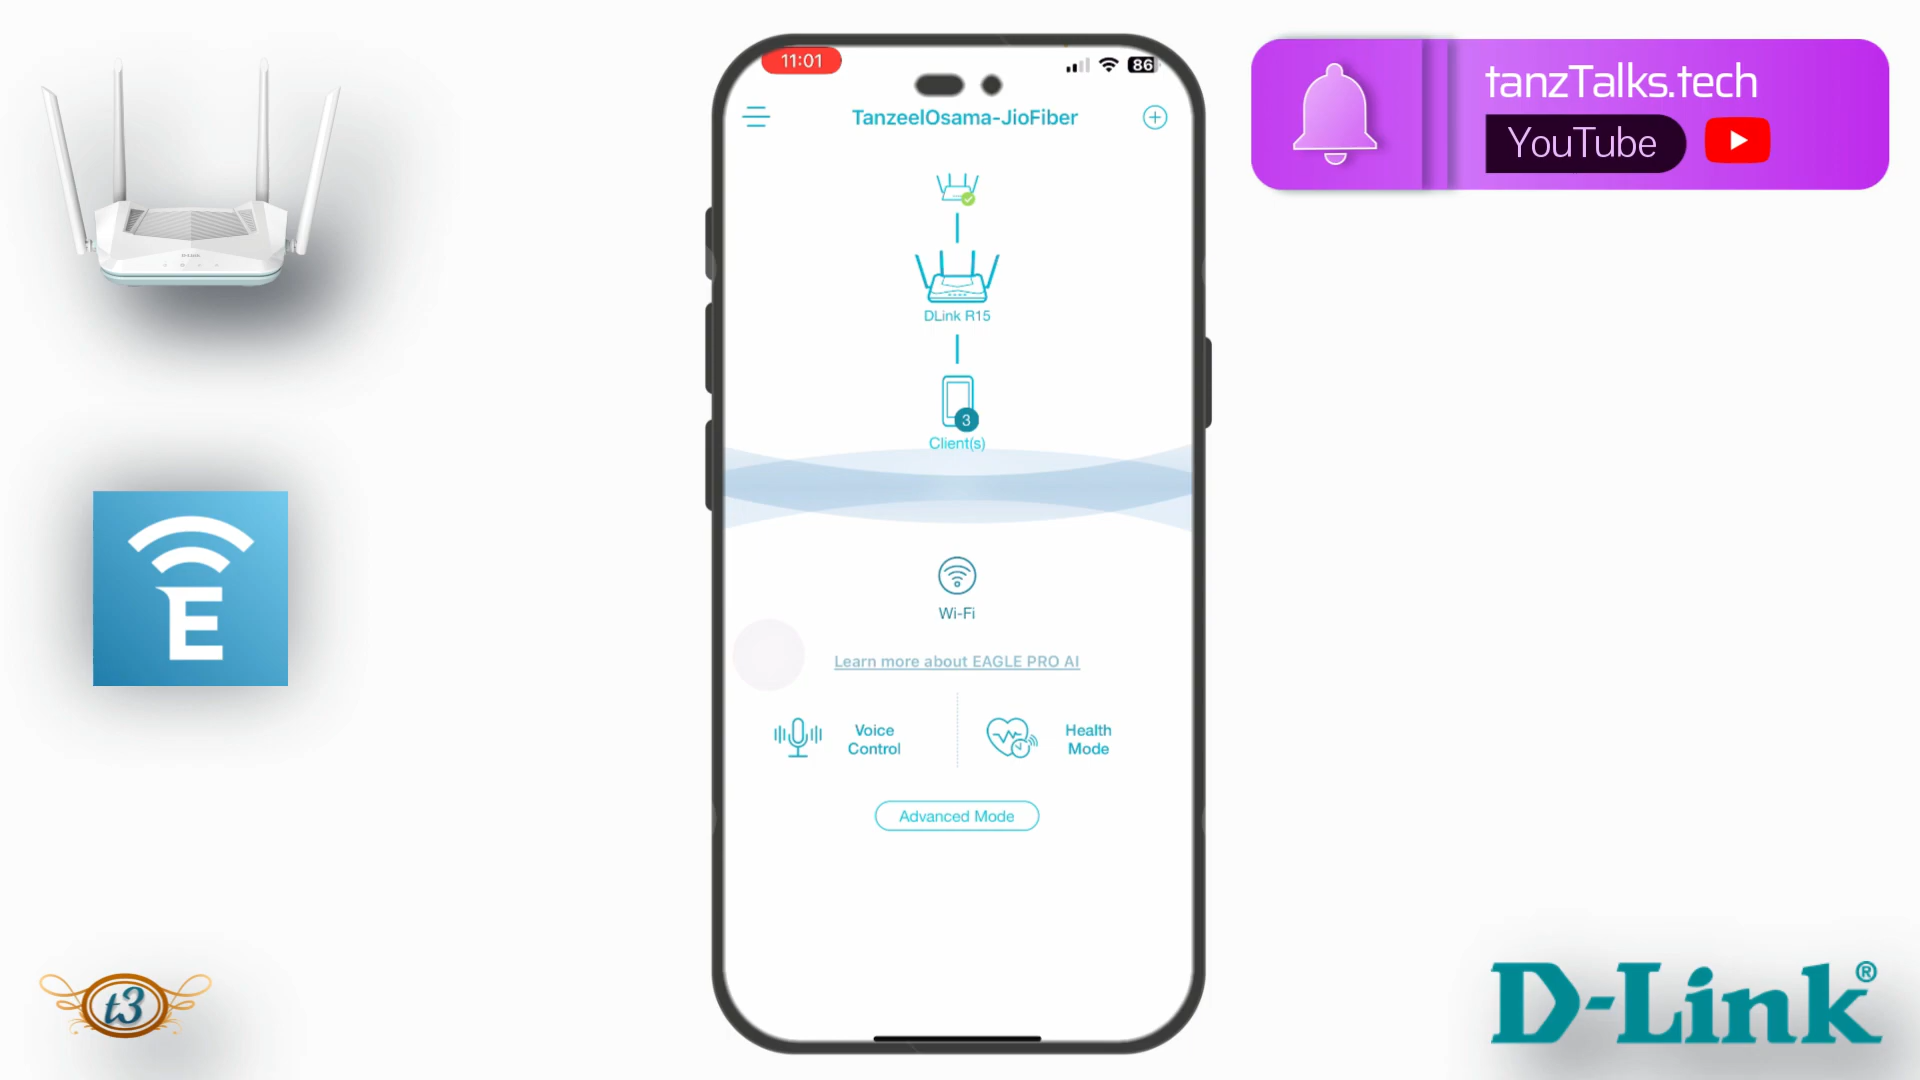 11:01
86
TanzeelOsama-JioFiber
DLink R15
3
Client(s)
Wi-Fi
Learn more about EAGLE PRO AI
Voice
Control
Health
Mode
Advanced Mode
tanzTalks.tech
YouTube
D-Link
E
t3
D-Link®